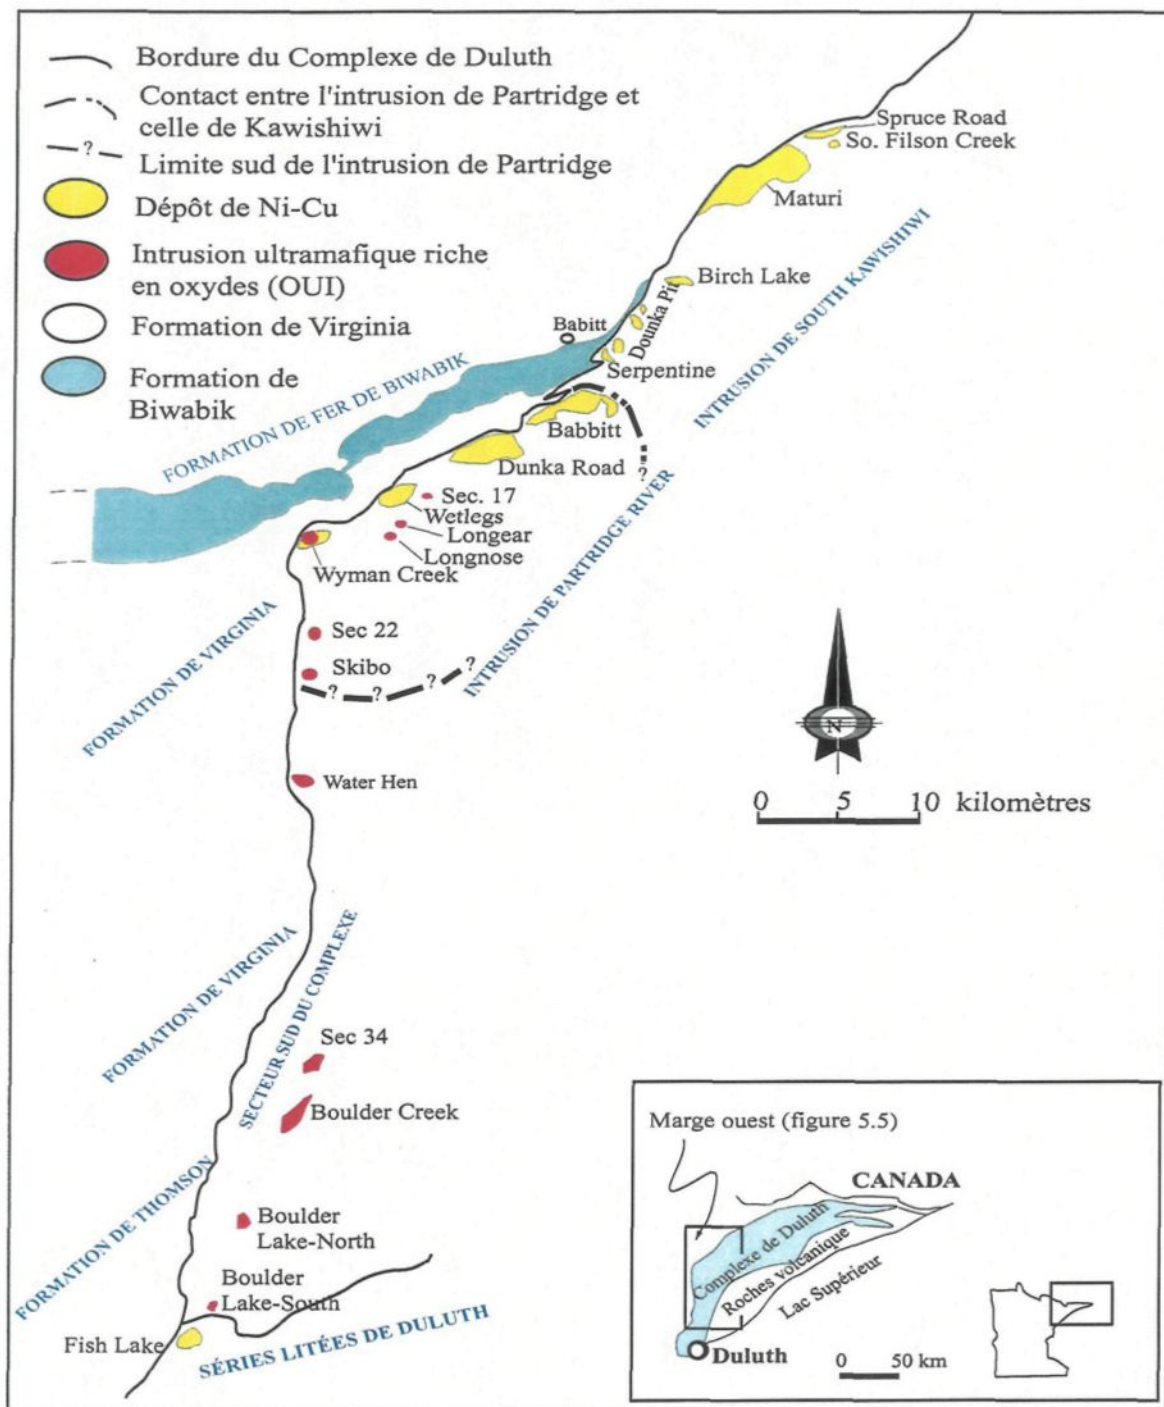 Bordure du Complexe de Duluth
Contact entre l'intrusion de Partridge et
celle de Kawishiwi
?
Limite sud de l'intrusion de Partridge
Dépôt de Ni-Cu
Intrusion ultramafique riche
en oxydes (OUI)
Formation de Virginia
Formation de
Biwabik
Spruce Road
So. Filson Creek
Maturi
Birch Lake
Dounka Pit
Babitt
Serpentine
INTRUSION DE SOUTH KAWISHIWI
FORMATION DE FER DE BIWABIK
Babbitt
Dunka Road
?
Sec. 17
Wetlegs
Longear
Longnose
Wyman Creek
INTRUSION DE PARTRIDGE RIVER
FORMATION DE VIRGINIA
Sec 22
Skibo
? ? ? ?
Water Hen
N
0 5 10 kilomètres
FORMATION DE VIRGINIA
SECTEUR SUD DU COMPLEXE
Sec 34
Boulder Creek
FORMATION DE THOMSON
Boulder
Lake-North
Boulder
Lake-South
Fish Lake
SÉRIES LITÉES DE DULUTH
Marge ouest (figure 5.5)
CANADA
Complexe de Duluth
Roches volcanique
Lac Supérieur
Duluth
0 50 km